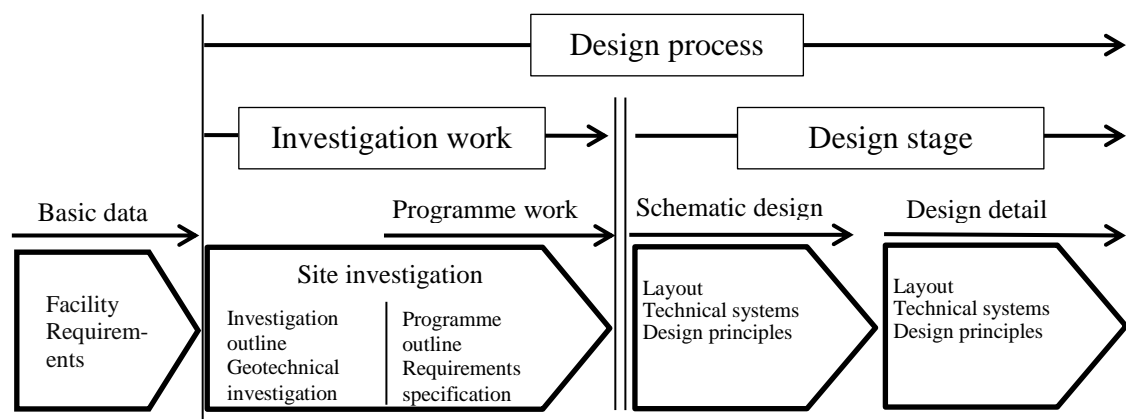 Design process
Investigation work
Design stage
Basic data
Programme work
Schematic design
Design detail
Facility
Requirem-
ents
Site investigation
Investigation
outline
Geotechnical
investigation
Programme
outline
Requirements
specification
Layout
Technical systems
Design principles
Layout
Technical systems
Design principles